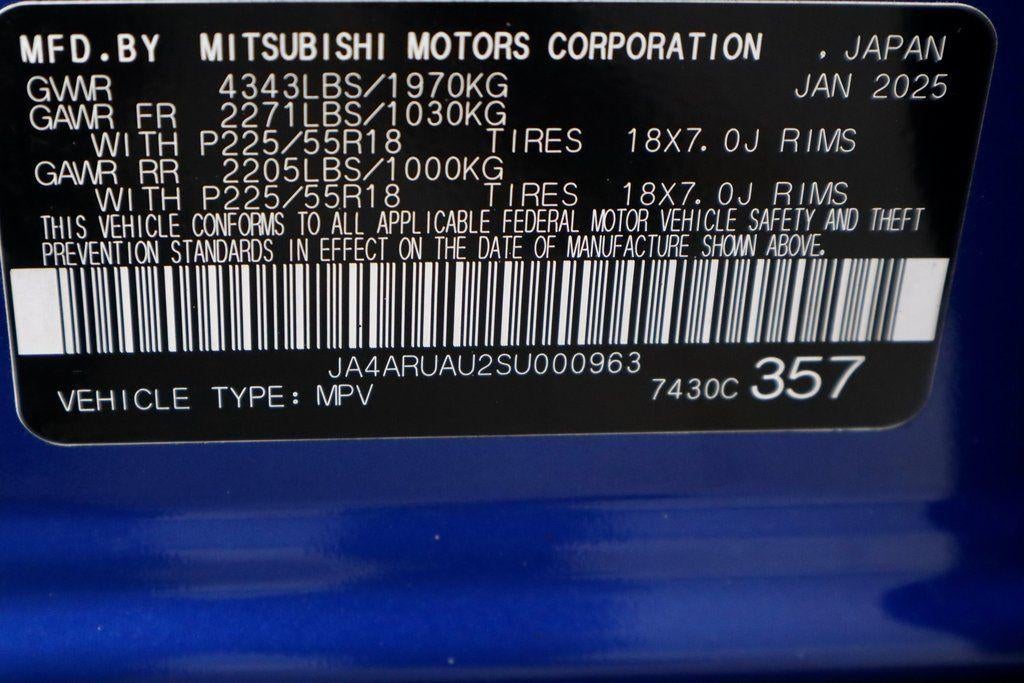 MFD.BY MITSUBISHI MOTORS CORPORATION , JAPAN
GVWR 4343LBS/1970KG JAN 2025
GAWR FR 2271LBS/1030KG
WITH P225/55R18 TIRES 18X7.0J RIMS
GAWR RR 2205LBS/1000KG
WITH P225/55R18 TIRES 18X7.0J RIMS
THIS VEHICLE CONFORMS TO ALL APPLICABLE FEDERAL MOTOR VEHICLE SAFETY AND THEFT
PREVENTION STANDARDS IN EFFECT ON THE DATE OF MANUFACTURE SHOWN ABOVE.
JA4ARUAU2SU000963
VEHICLE TYPE: MPV 7430C 357